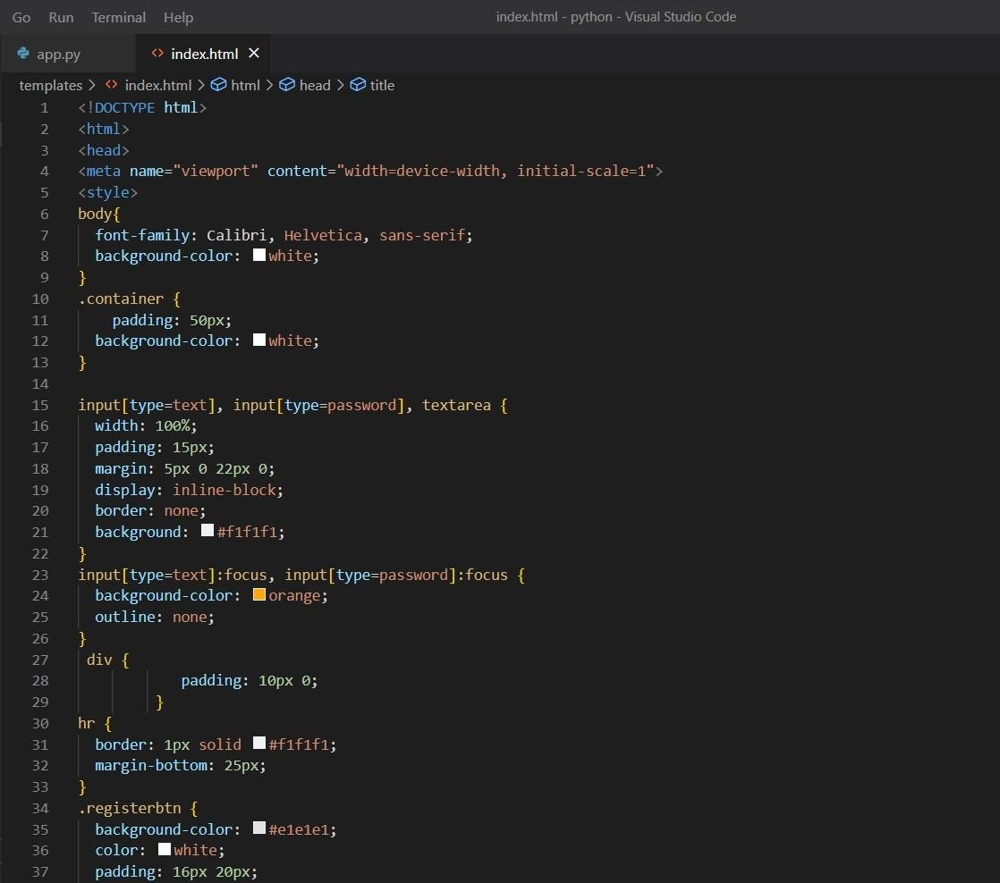 Go Run Terminal Help index.html - python - Visual Studio Code
app.py <> index.html ×
templates > <> index.html > html > head > title
1 <!DOCTYPE html>
2 <html>
3 <head>
4 <meta name="viewport" content="width=device-width, initial-scale=1">
5 <style>
6 body{
7 font-family: Calibri, Helvetica, sans-serif;
8 background-color: white;
9 }
10 .container {
11 padding: 50px;
12 background-color: white;
13 }
14
15 input[type=text], input[type=password], textarea {
16 width: 100%;
17 padding: 15px;
18 margin: 5px 0 22px 0;
19 display: inline-block;
20 border: none;
21 background: #f1f1f1;
22 }
23 input[type=text]:focus, input[type=password]:focus {
24 background-color: orange;
25 outline: none;
26 }
27 div {
28 padding: 10px 0;
29 }
30 hr {
31 border: 1px solid #f1f1f1;
32 margin-bottom: 25px;
33 }
34 .registerbtn {
35 background-color: #e1e1e1;
36 color: white;
37 padding: 16px 20px;